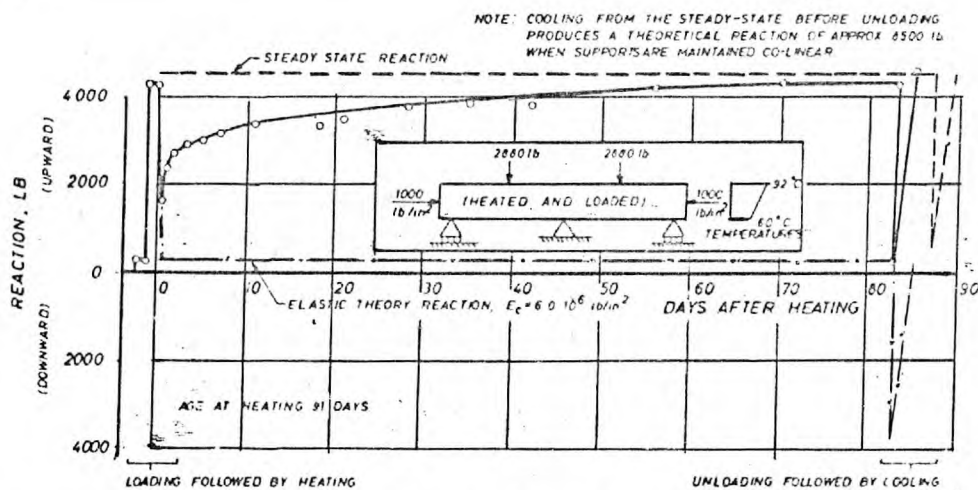 NOTE: COOLING FROM THE STEADY-STATE BEFORE UNLOADING
PRODUCES A THEORETICAL REACTION OF APPROX 8500 lb
WHEN SUPPORTS ARE MAINTAINED CO-LINEAR
STEADY STATE REACTION
4000
2000
0
2000
4000
REACTION, LB
(UPWARD)
(DOWNWARD)
2880 lb
2880 lb
1000
lb/in²
(HEATED AND LOADED)
1000
lb/in²
92°C
60°C
TEMPERATURES
0 10 20 30 40 50 60 70 80 90
ELASTIC THEORY REACTION, Ec = 6.0 10⁶ lb/in²
DAYS AFTER HEATING
AGE AT HEATING 91 DAYS
LOADING FOLLOWED BY HEATING
UNLOADING FOLLOWED BY COOLING